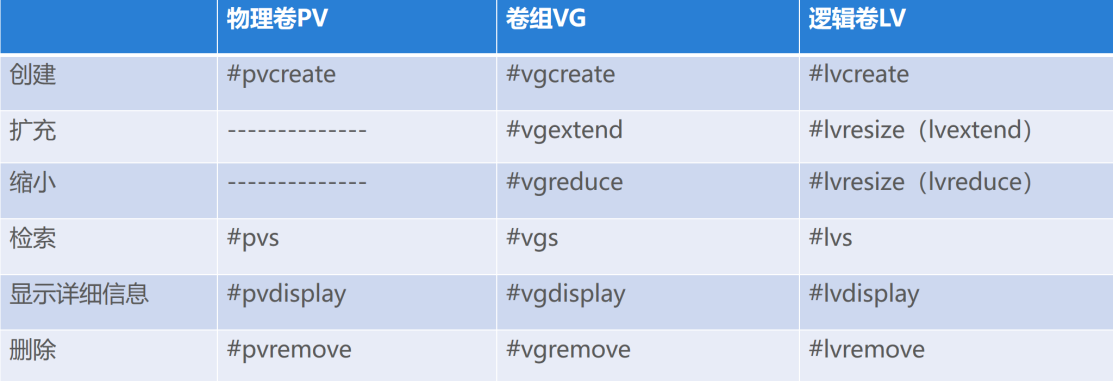 物理卷PV 卷组VG 逻辑卷LV
创建 #pvcreate #vgcreate #lvcreate
扩充 -------------- #vgextend #lvresize（lvextend）
缩小 -------------- #vgreduce #lvresize（lvreduce）
检索 #pvs #vgs #lvs
显示详细信息 #pvdisplay #vgdisplay #lvdisplay
删除 #pvremove #vgremove #lvremove